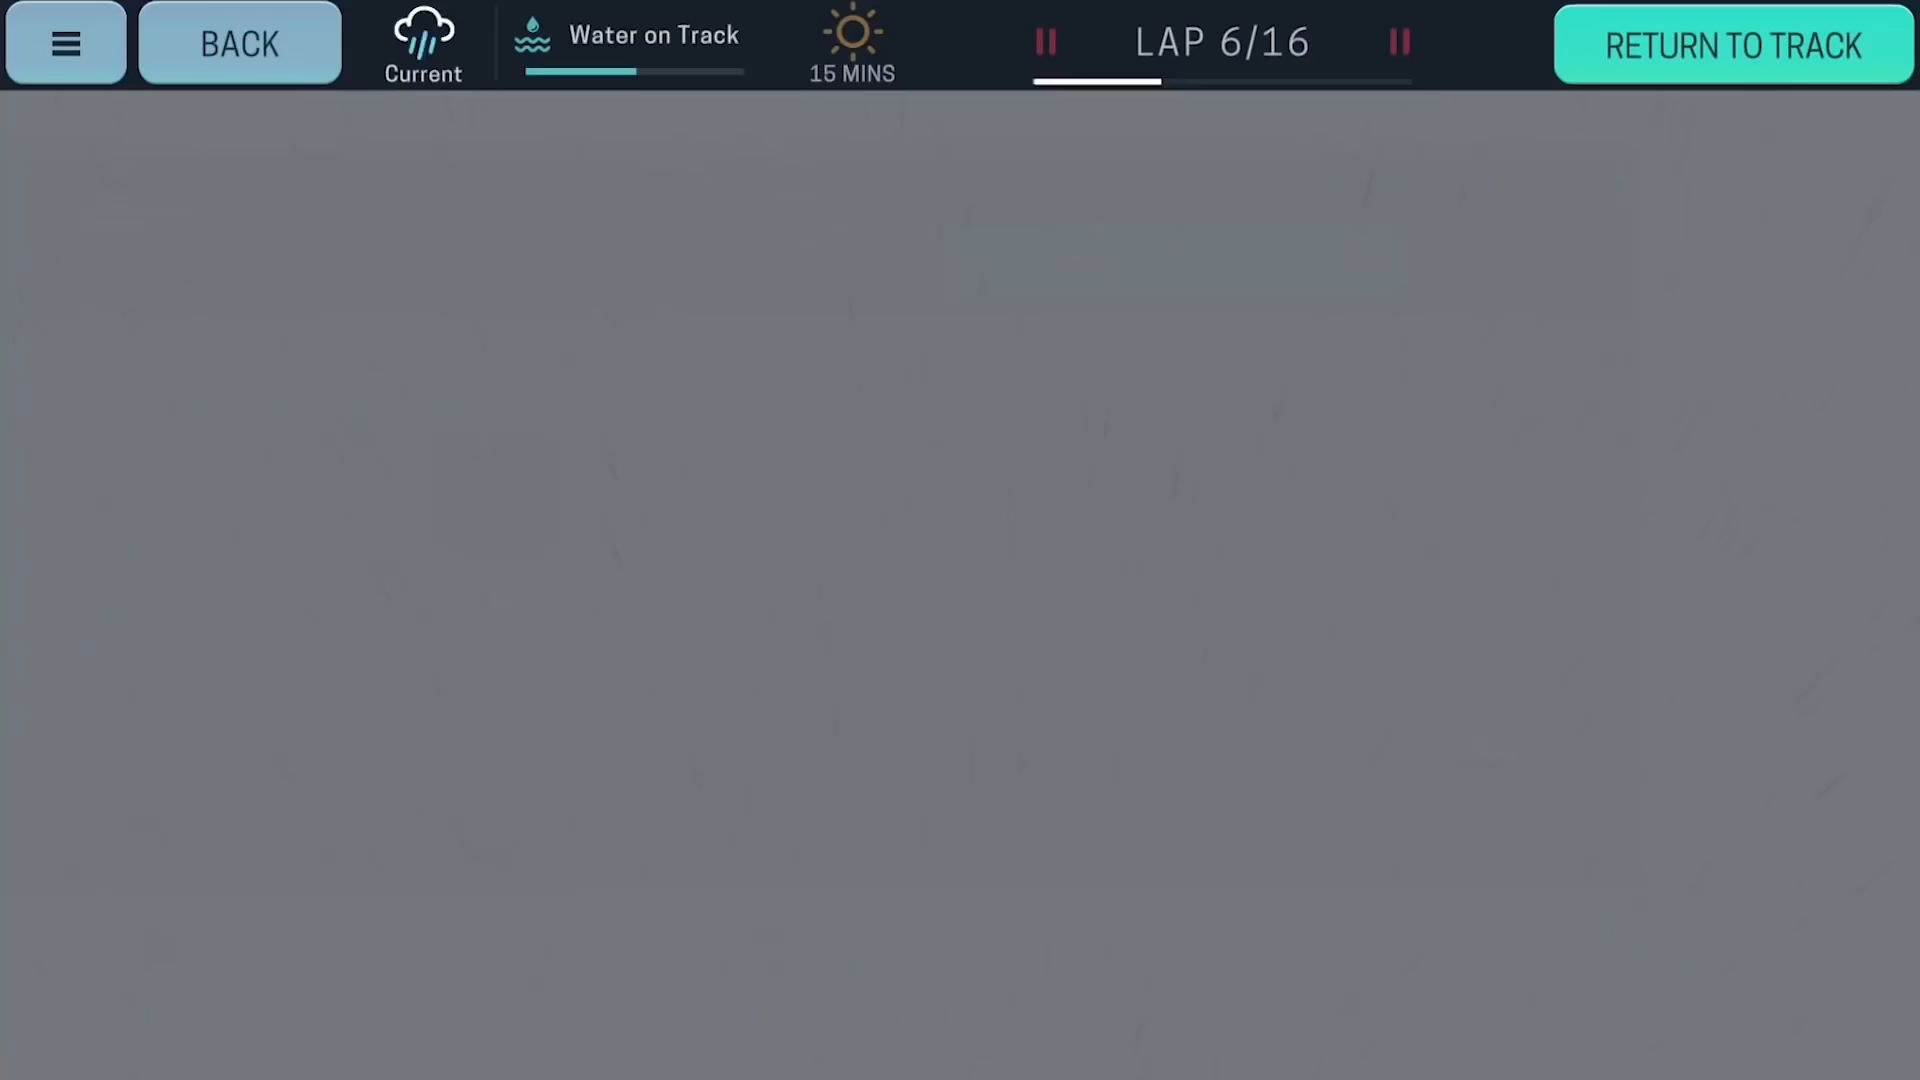 BACK
Current
Water on Track
15 MINS
LAP 6/16
RETURN TO TRACK